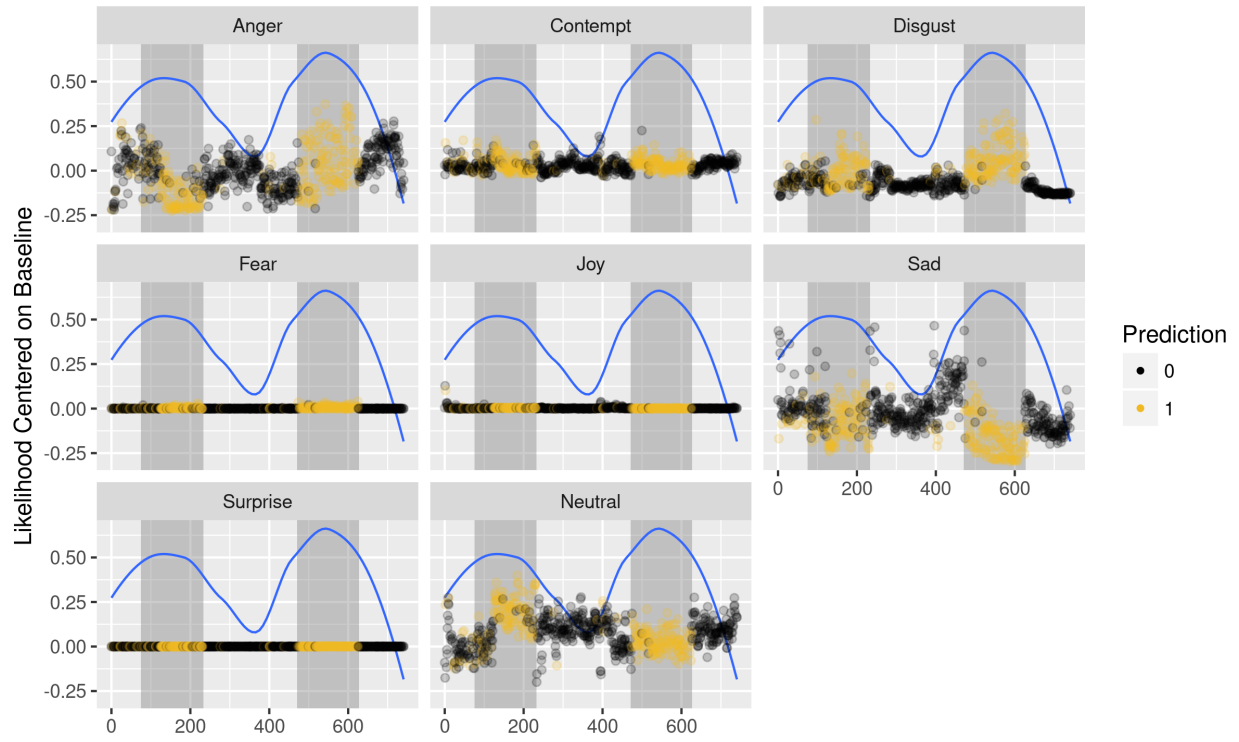 Anger Contempt Disgust
0.50
0.25
0.00
-0.25
Fear Joy Sad
0.50
0.25
0.00
-0.25
0 200 400 600
Surprise Neutral
0.50
0.25
0.00
-0.25
0 200 400 600 0 200 400 600
Likelihood Centered on Baseline
Prediction
0
1